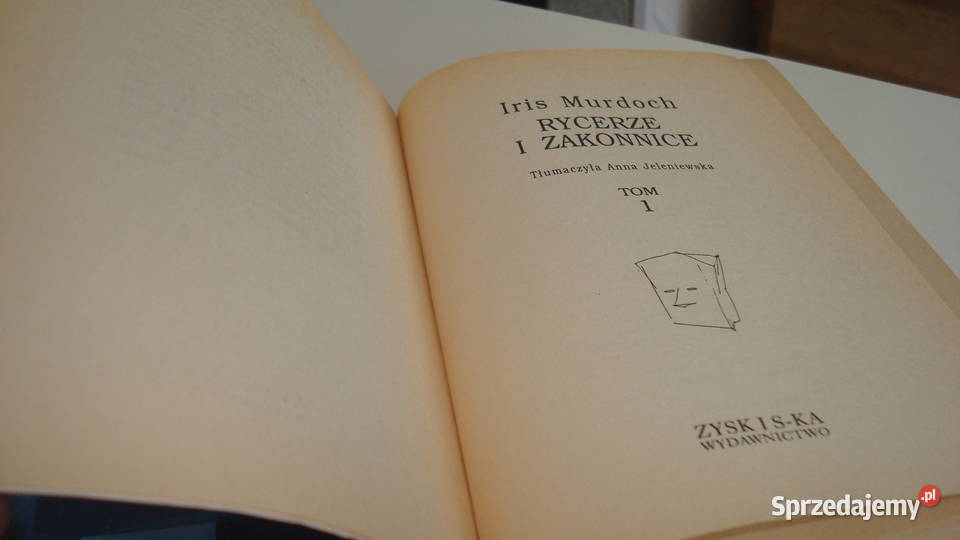 Iris Murdoch
RYCERZE
I ZAKONNICE
Tłumaczyła Anna Jeleniewska
TOM
1
ZYSK I S-KA
WYDAWNICTWO
Sprzedajemy.pl